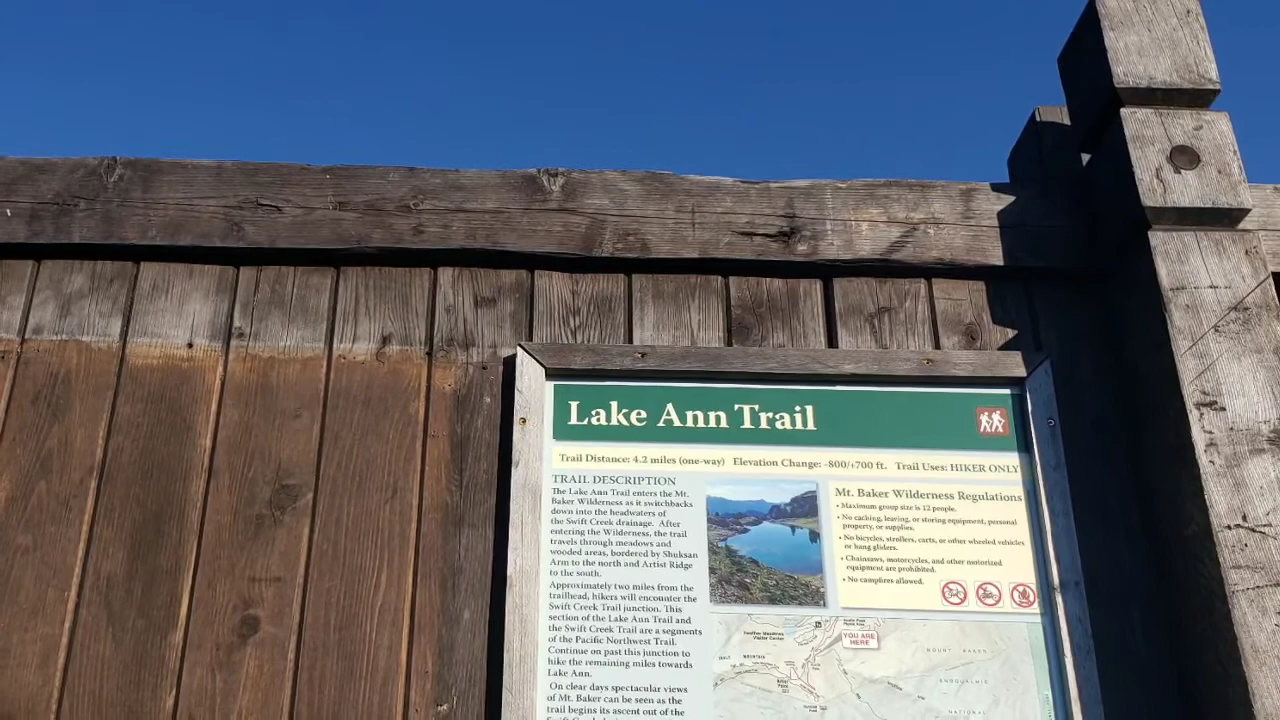 Lake Ann Trail
Trail Distance: 4.2 miles (one-way) Elevation Change: -800/+700 ft. Trail Uses: HIKER ONLY
TRAIL DESCRIPTION
The Lake Ann Trail enters the Mt.
Baker Wilderness as it switchbacks
down into the headwaters of
the Swift Creek drainage. After
entering the Wilderness, the trail
travels through meadows and
wooded areas, bordered by Shuksan
Arm to the north and Artist Ridge
to the south.
Approximately two miles from the
trailhead, hikers will encounter the
Swift Creek Trail junction. This
section of the Lake Ann Trail and
the Swift Creek Trail are a segments
of the Pacific Northwest Trail.
Continue on past this junction to
hike the remaining miles towards
Lake Ann.
On clear days spectacular views
of Mt. Baker can be seen as the
trail begins its ascent out of the
Mt. Baker Wilderness Regulations
• Maximum group size is 12 people.
• No caching, leaving, or storing equipment, personal
property, or supplies.
• No bicycles, strollers, carts, or other wheeled vehicles
or hang gliders.
• Chainsaws, motorcycles, and other motorized
equipment are prohibited.
• No campfires allowed.
Heather Meadows
Visitor Center
YOU ARE
HERE
MOUNT BAKER
SNOQUALMIE
NATIONAL